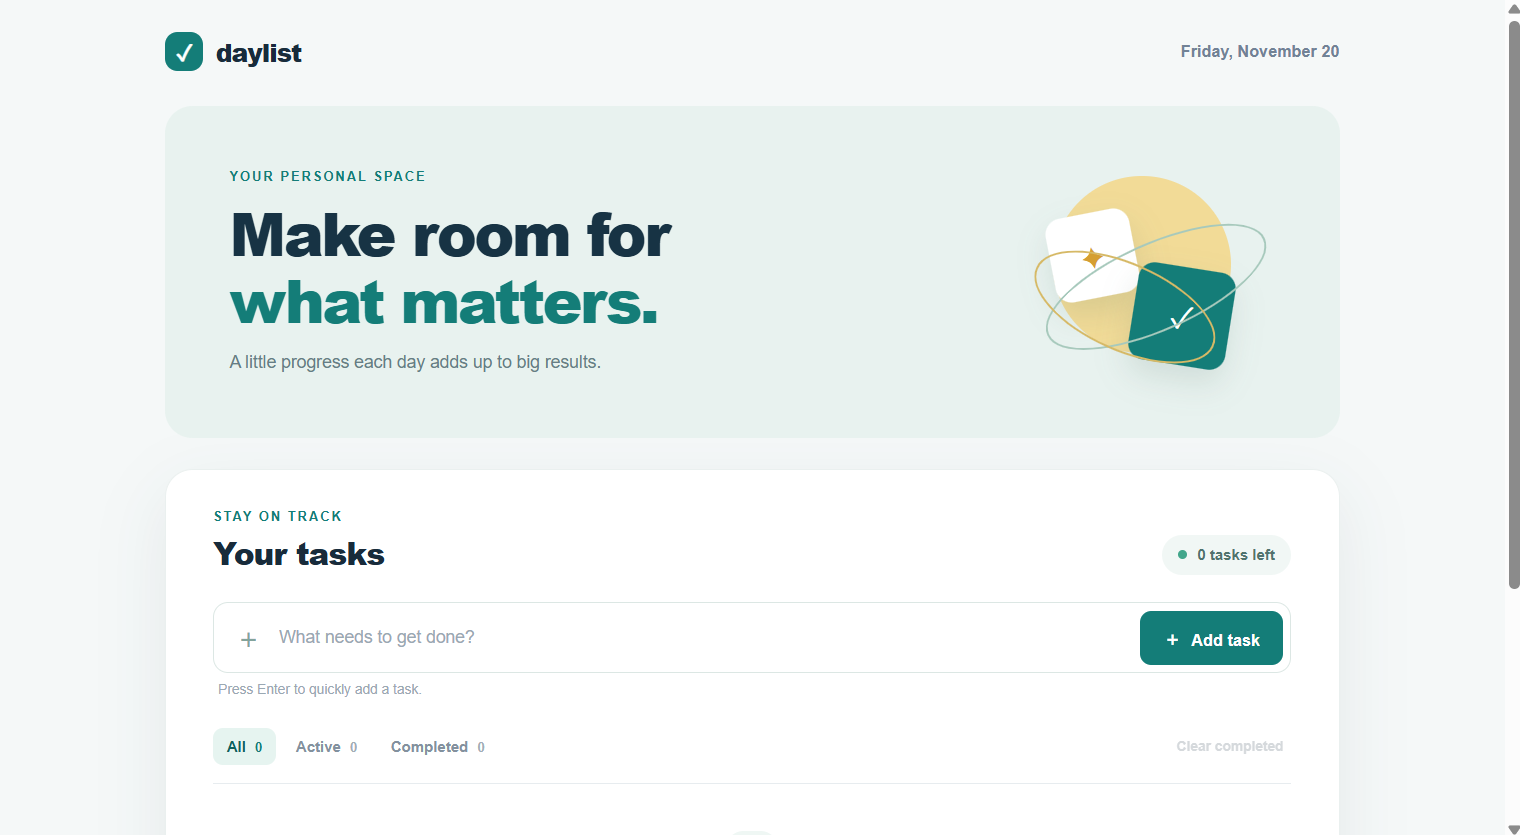 daylist
Friday, November 20
YOUR PERSONAL SPACE
Make room for
what matters.
A little progress each day adds up to big results.
STAY ON TRACK
Your tasks
0 tasks left
+ What needs to get done?
+ Add task
Press Enter to quickly add a task.
All 0 Active 0 Completed 0
Clear completed